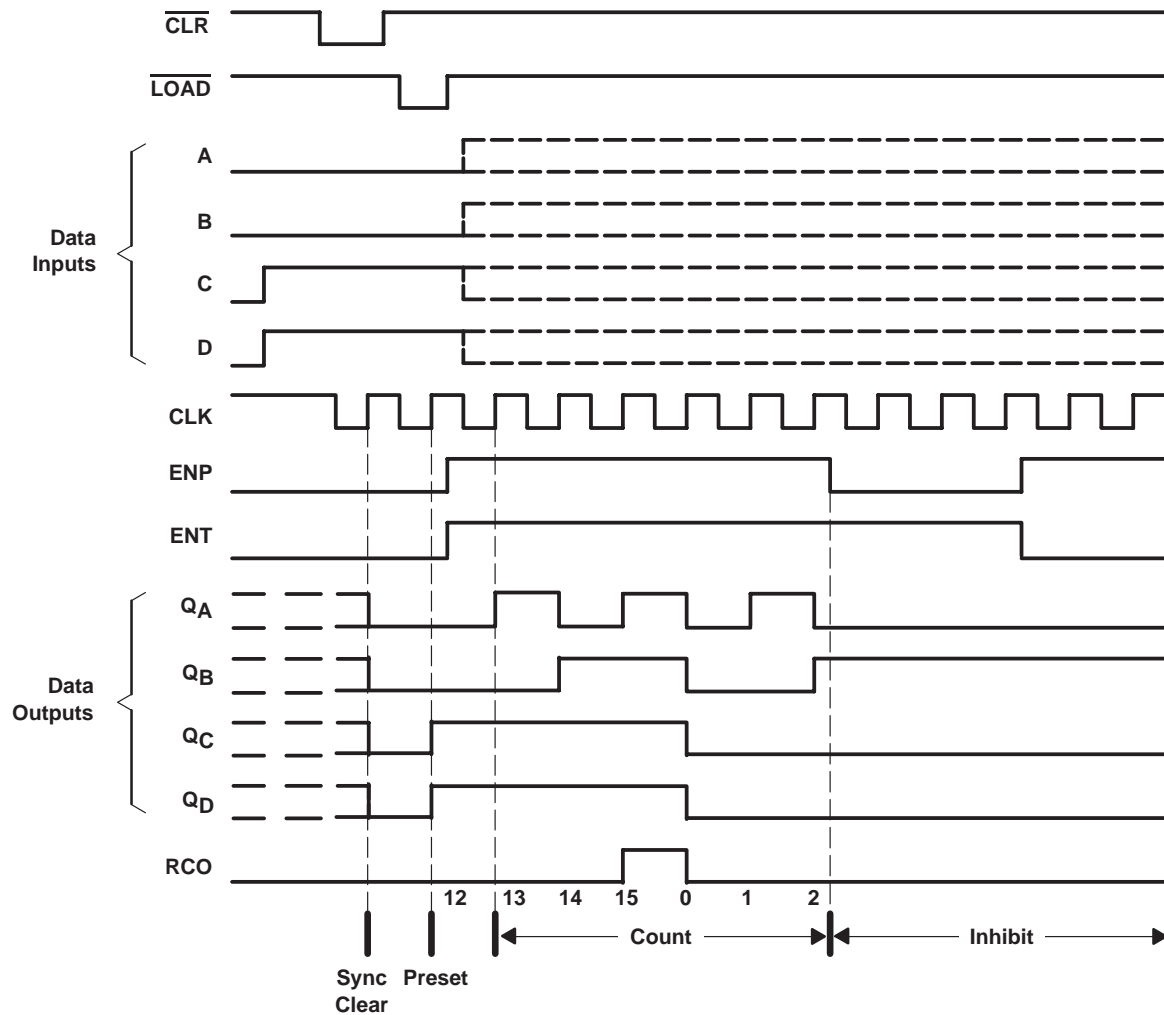 CLR
LOAD
A
B
Data
Inputs
C
D
CLK
ENP
ENT
QA
QB
Data
Outputs
QC
QD
RCO
12 13 14 15 0 1 2
Count
Inhibit
Sync
Clear
Preset